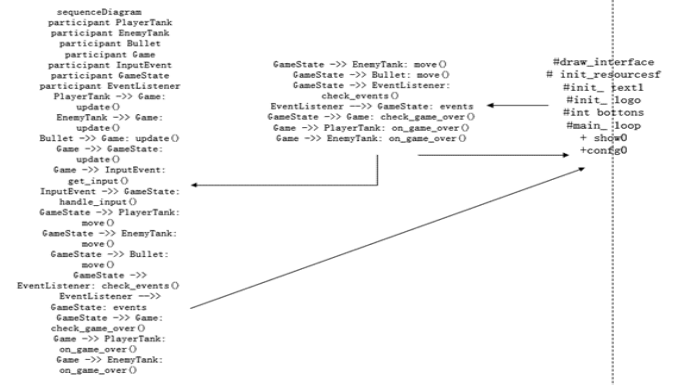 sequenceDiagram
participant PlayerTank
participant EnemyTank
participant Bullet
participant Game
participant InputEvent
participant GameState
participant EventListener
PlayerTank ->> Game:
update()
EnemyTank ->> Game:
update()
Bullet ->> Game: update()
Game ->> GameState:
update()
Game ->> InputEvent:
get_input()
InputEvent ->> GameState:
handle_input()
GameState ->> PlayerTank:
move()
GameState ->> EnemyTank:
move()
GameState ->> Bullet:
move()
GameState ->>
EventListener: check_events()
EventListener -->>
GameState: events
GameState ->> Game:
check_game_over()
Game ->> PlayerTank:
on_game_over()
Game ->> EnemyTank:
on_game_over()
GameState ->> EnemyTank: move()
GameState ->> Bullet: move()
GameState ->> EventListener:
check_events()
EventListener -->> GameState: events
GameState ->> Game: check_game_over()
Game ->> PlayerTank: on_game_over()
Game ->> EnemyTank: on_game_over()
#draw_interface
# init_resourcesf
#init_ text1
#init_ logo
#int bottons
#main_ loop
+ show0
+confg0